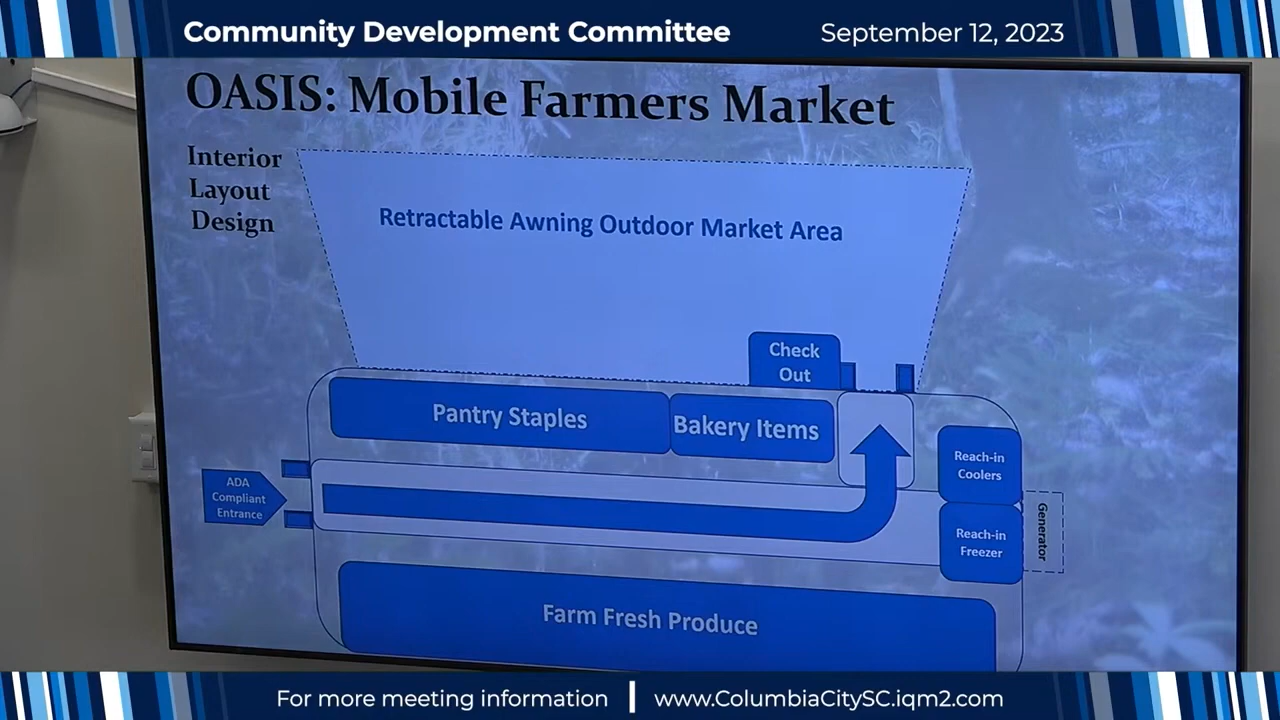 Community Development Committee
September 12, 2023
OASIS: Mobile Farmers Market
Interior
Layout
Design
Retractable Awning Outdoor Market Area
Check
Out
Pantry Staples
Bakery Items
ADA
Compliant
Entrance
Reach-in
Coolers
Reach-in
Freezer
Generator
Farm Fresh Produce
For more meeting information | www.ColumbiaCitySC.iqm2.com